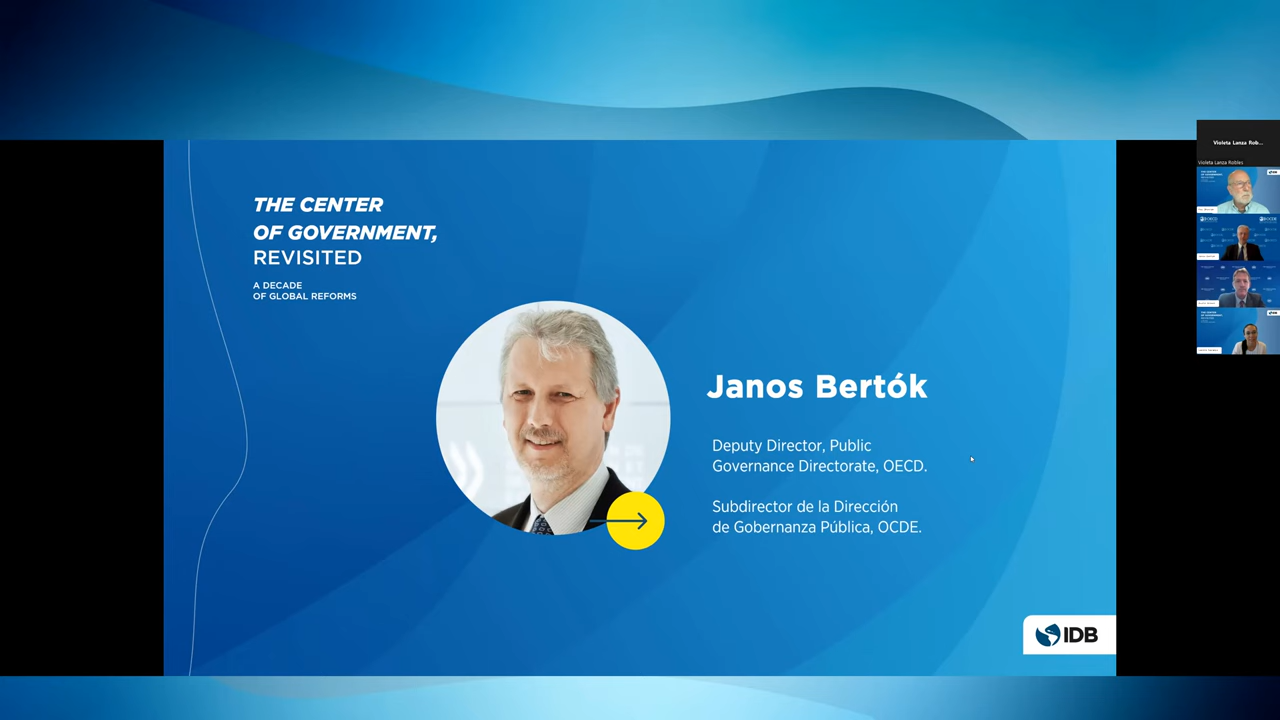 THE CENTER
OF GOVERNMENT,
REVISITED
A DECADE
OF GLOBAL REFORMS
Janos Bertók
Deputy Director, Public
Governance Directorate, OECD.
Subdirector de la Dirección
de Gobernanza Pública, OCDE.
IDB
Violeta Lanza Rob...
Violeta Lanza Robles